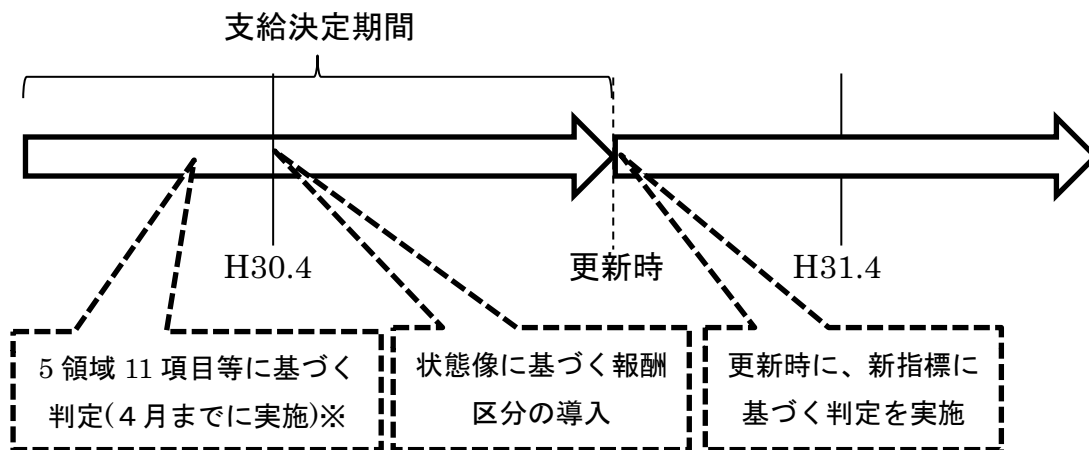 支給決定期間
H30.4
更新時
H31.4
5 領域 11 項目等に基づく
判定(４月までに実施)※
状態像に基づく報酬
区分の導入
更新時に、新指標に
基づく判定を実施